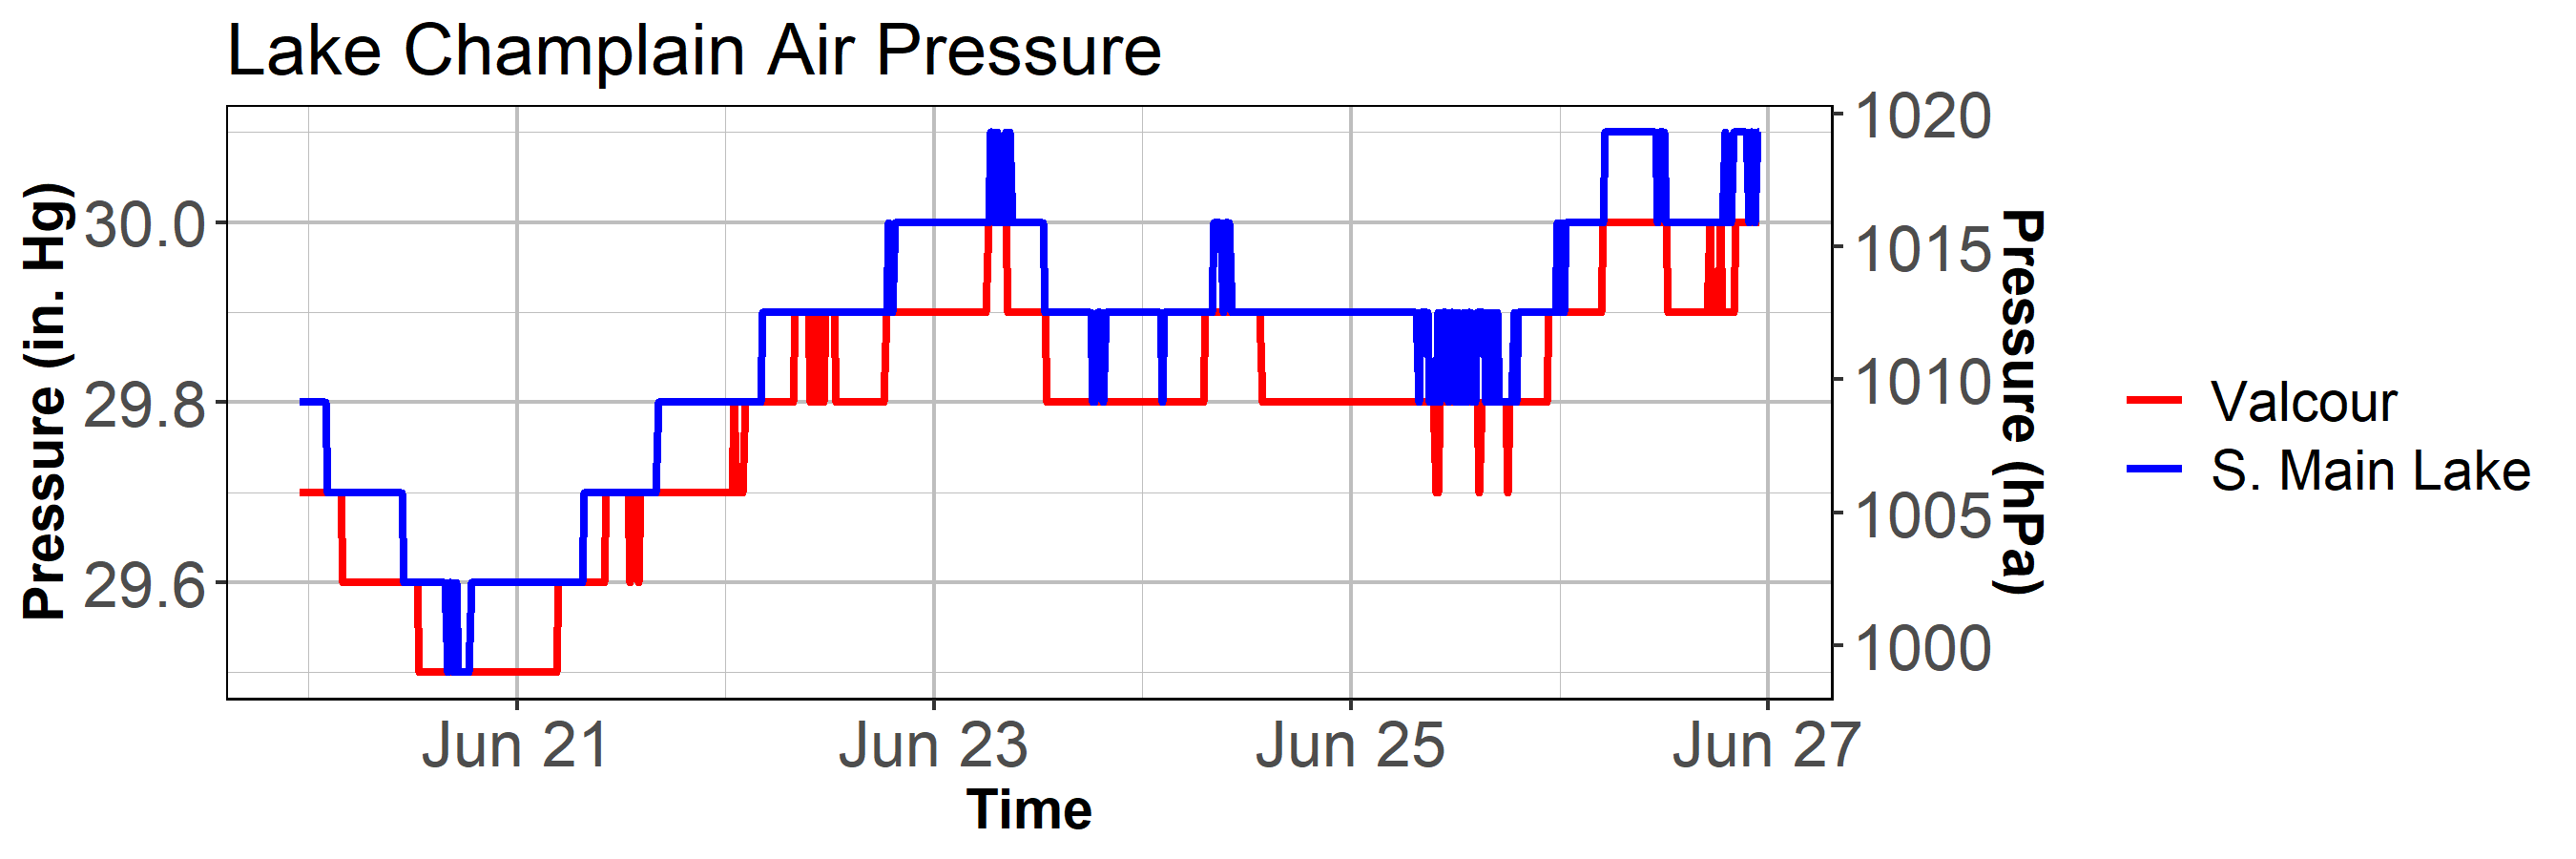 Lake Champlain Air Pressure
Pressure (in. Hg)
30.0
29.8
29.6
1020
1015
1010
1005
1000
Pressure (hPa)
Jun 21
Jun 23
Jun 25
Jun 27
Time
Valcour
S. Main Lake